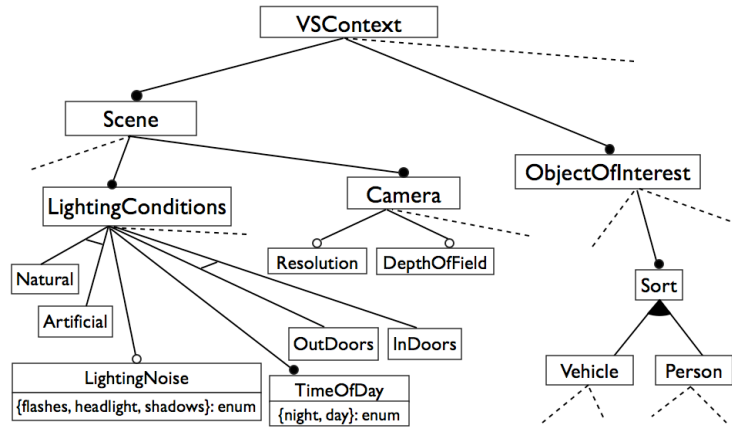 VSContext
Scene
ObjectOfInterest
LightingConditions
Camera
Natural
Resolution
DepthOfField
Sort
Artificial
OutDoors
InDoors
LightingNoise
{flashes, headlight, shadows}: enum
TimeOfDay
{night, day}: enum
Vehicle
Person